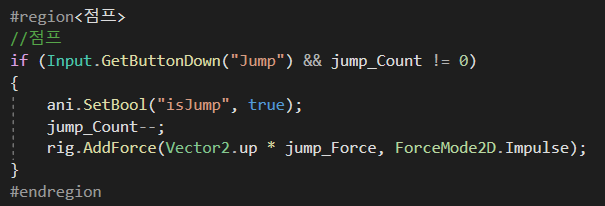 #region<점프>
//점프
if (Input.GetButtonDown("Jump") && jump_Count != 0)
{
ani.SetBool("isJump", true);
jump_Count--;
rig.AddForce(Vector2.up * jump_Force, ForceMode2D.Impulse);
}
#endregion